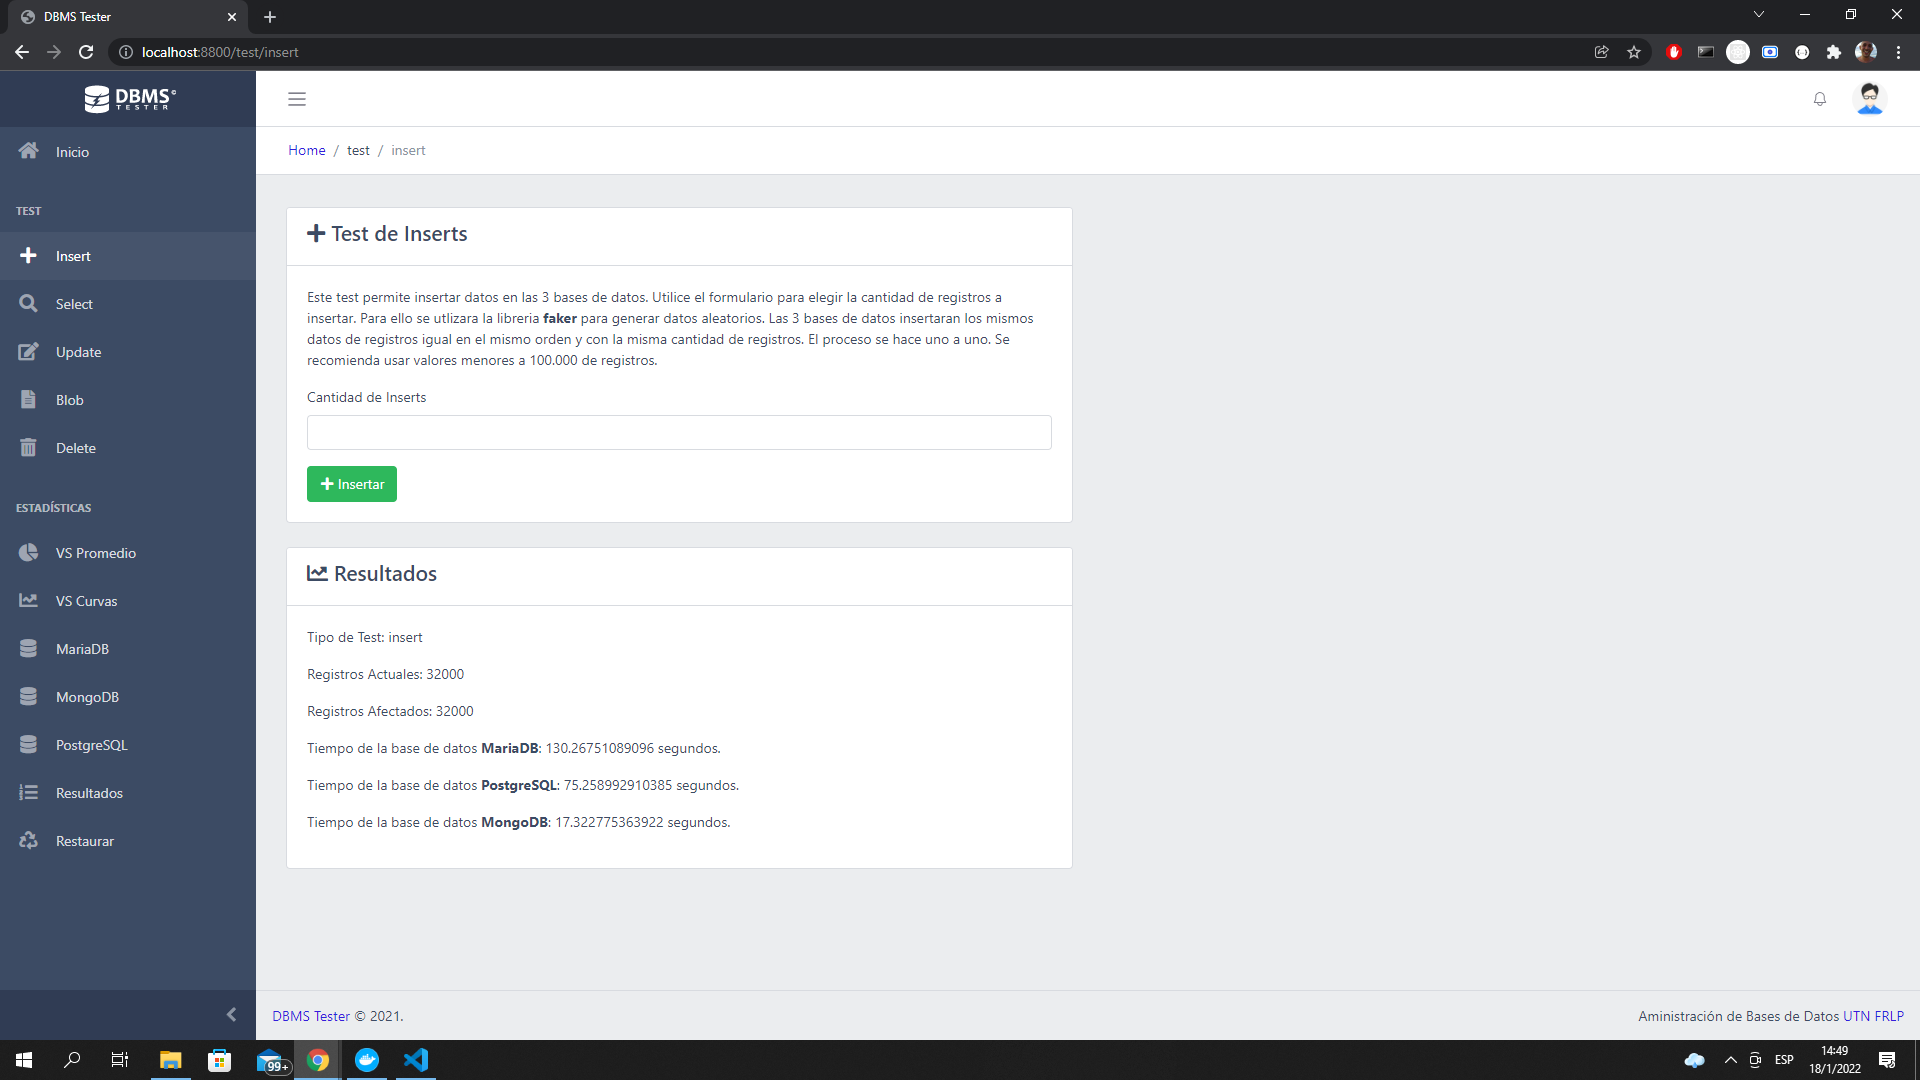 DBMS Tester
localhost:8800/test/insert
DBMS
TESTER
Inicio
TEST
Insert
Select
Update
Blob
Delete
ESTADÍSTICAS
VS Promedio
VS Curvas
MariaDB
MongoDB
PostgreSQL
Resultados
Restaurar
Home / test / insert
Test de Inserts
Este test permite insertar datos en las 3 bases de datos. Utilice el formulario para elegir la cantidad de registros a
insertar. Para ello se utlizara la libreria faker para generar datos aleatorios. Las 3 bases de datos insertaran los mismos
datos de registros igual en el mismo orden y con la misma cantidad de registros. El proceso se hace uno a uno. Se
recomienda usar valores menores a 100.000 de registros.
Cantidad de Inserts
Insertar
Resultados
Tipo de Test: insert
Registros Actuales: 32000
Registros Afectados: 32000
Tiempo de la base de datos MariaDB: 130.26751089096 segundos.
Tiempo de la base de datos PostgreSQL: 75.258992910385 segundos.
Tiempo de la base de datos MongoDB: 17.322775363922 segundos.
DBMS Tester © 2021.
Aministración de Bases de Datos UTN FRLP
99+
ESP
14:49
18/1/2022